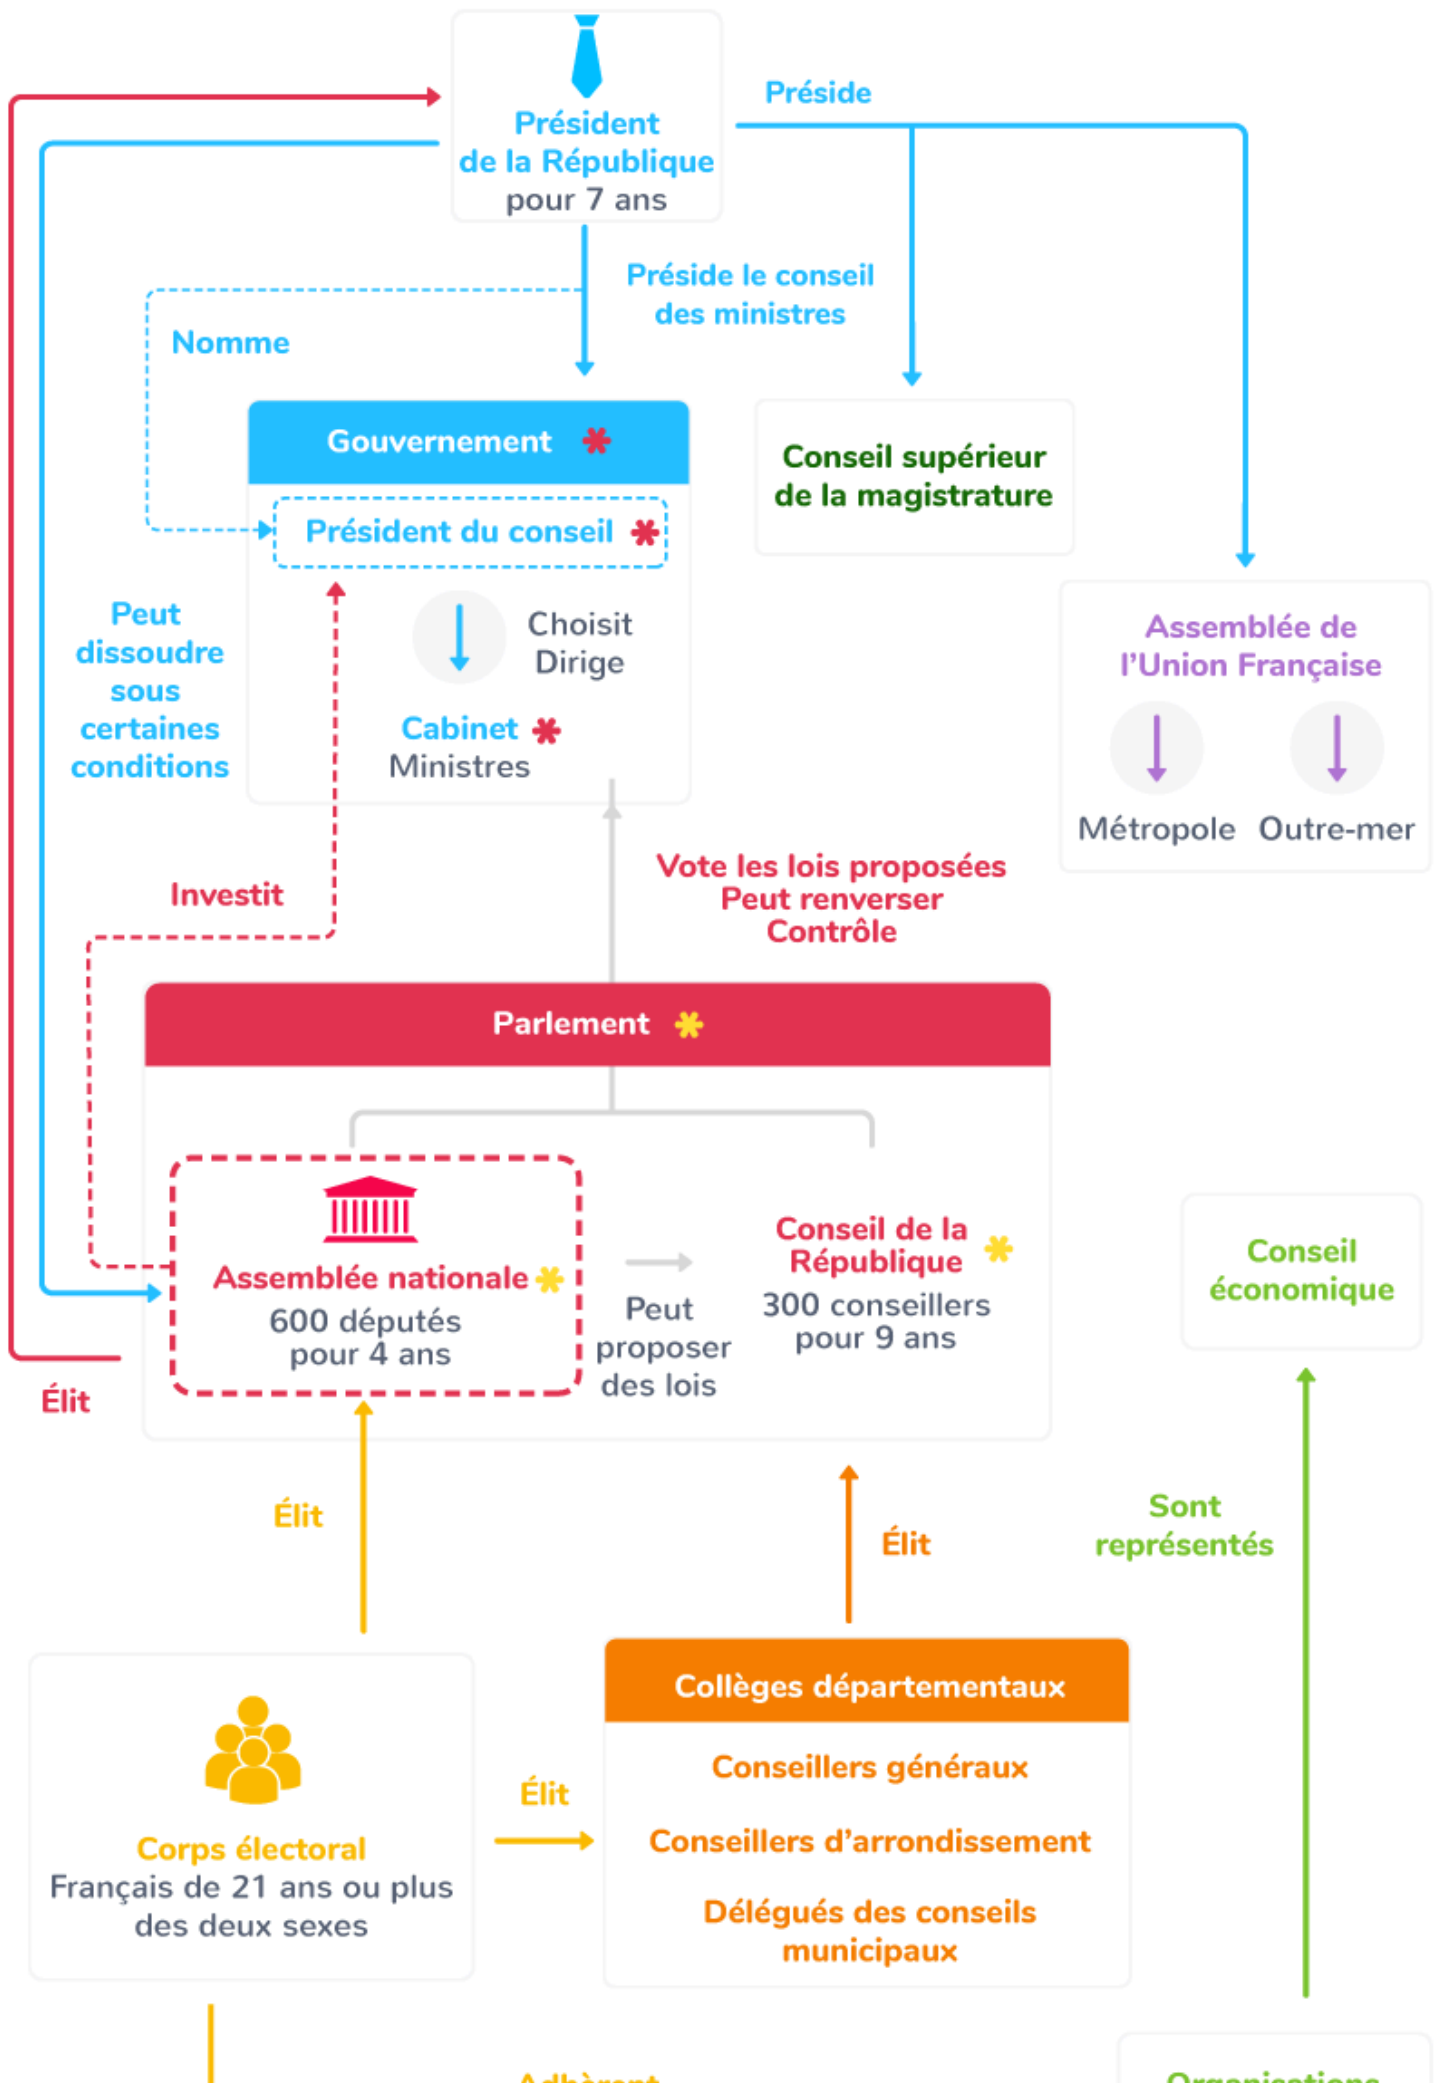 Président
de la République
pour 7 ans
Préside
Préside le conseil
des ministres
Nomme
Gouvernement *
Président du conseil *
Choisit
Dirige
Cabinet *
Ministres
Conseil supérieur
de la magistrature
Assemblée de
l’Union Française
Métropole
Outre-mer
Peut
dissoudre
sous
certaines
conditions
Investit
Vote les lois proposées
Peut renverser
Contrôle
Parlement *
Assemblée nationale *
600 députés
pour 4 ans
Peut
proposer
des lois
Conseil de la
République *
300 conseillers
pour 9 ans
Conseil
économique
Élit
Élit
Élit
Sont
représentés
Collèges départementaux
Conseillers généraux
Conseillers d’arrondissement
Délégués des conseils
municipaux
Élit
Corps électoral
Français de 21 ans ou plus
des deux sexes
Adhèrent
Organisations